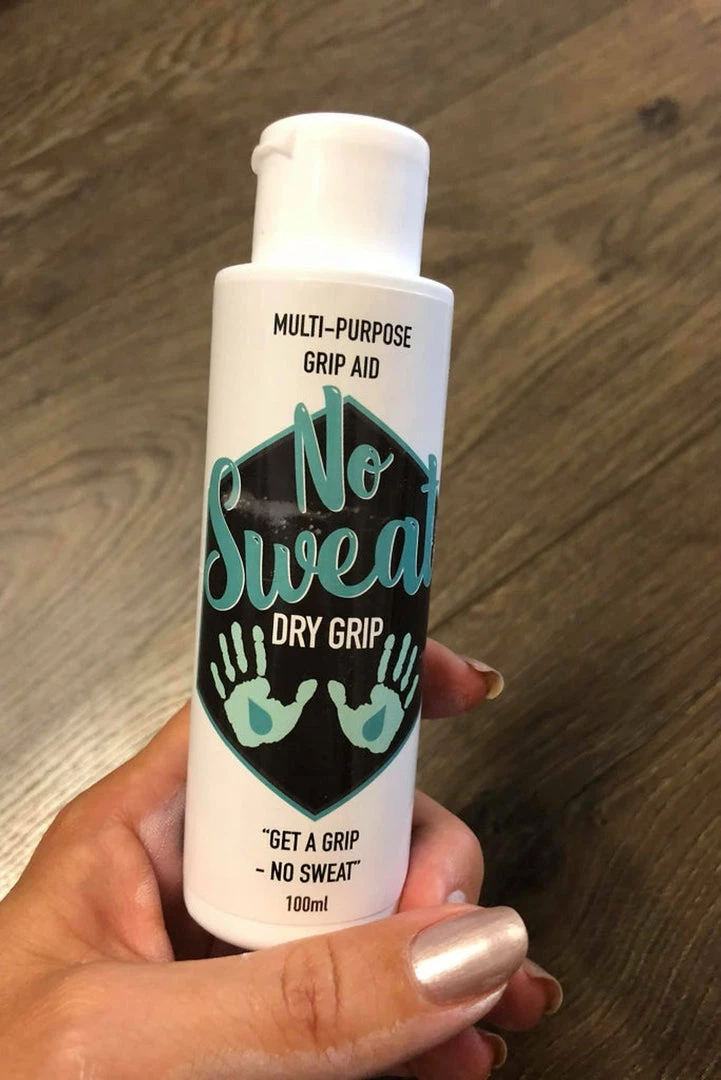 MULTI-PURPOSE
GRIP AID
No
Sweat
DRY GRIP
"GET A GRIP
- NO SWEAT"
100ml